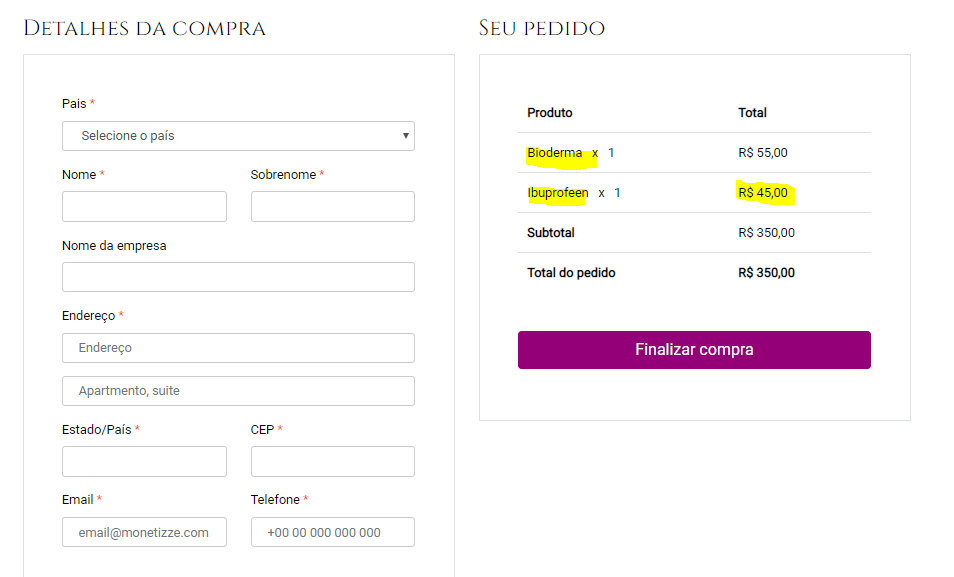 Detalhes da compra
Pais *
Selecione o país
Nome *
Sobrenome *
Nome da empresa
Endereço *
Endereço
Apartmento, suite
Estado/País *
CEP *
Email *
Telefone *
email@monetizze.com
+00 00 000 000 000
Seu pedido
Produto Total
Bioderma x 1 R$ 55,00
Ibuprofeen x 1 R$ 45,00
Subtotal R$ 350,00
Total do pedido R$ 350,00
Finalizar compra